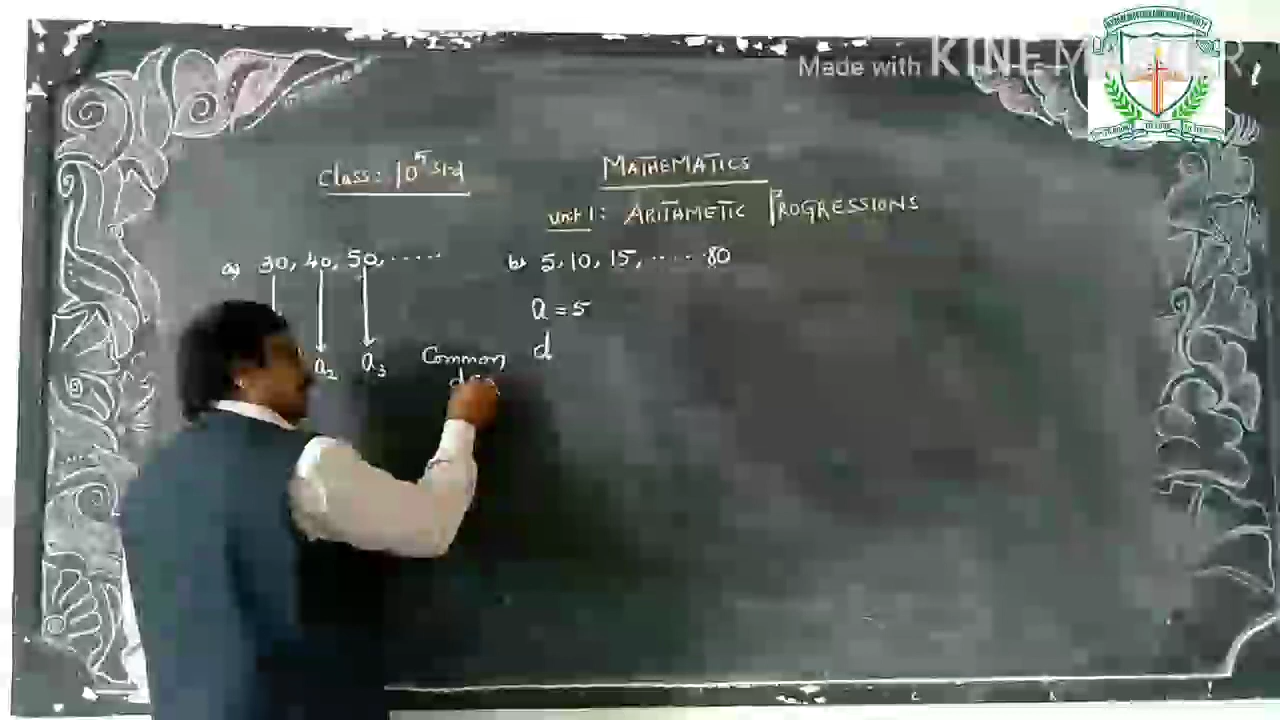 Made with KINEMASTER
Class: 10th Std
MATHEMATICS
Unit 1: ARITAMETIC PROGRESSIONS
a) 30, 40, 50, ......
b) 5, 10, 15, ..... 80
a = 5
a2 a3
Common
d